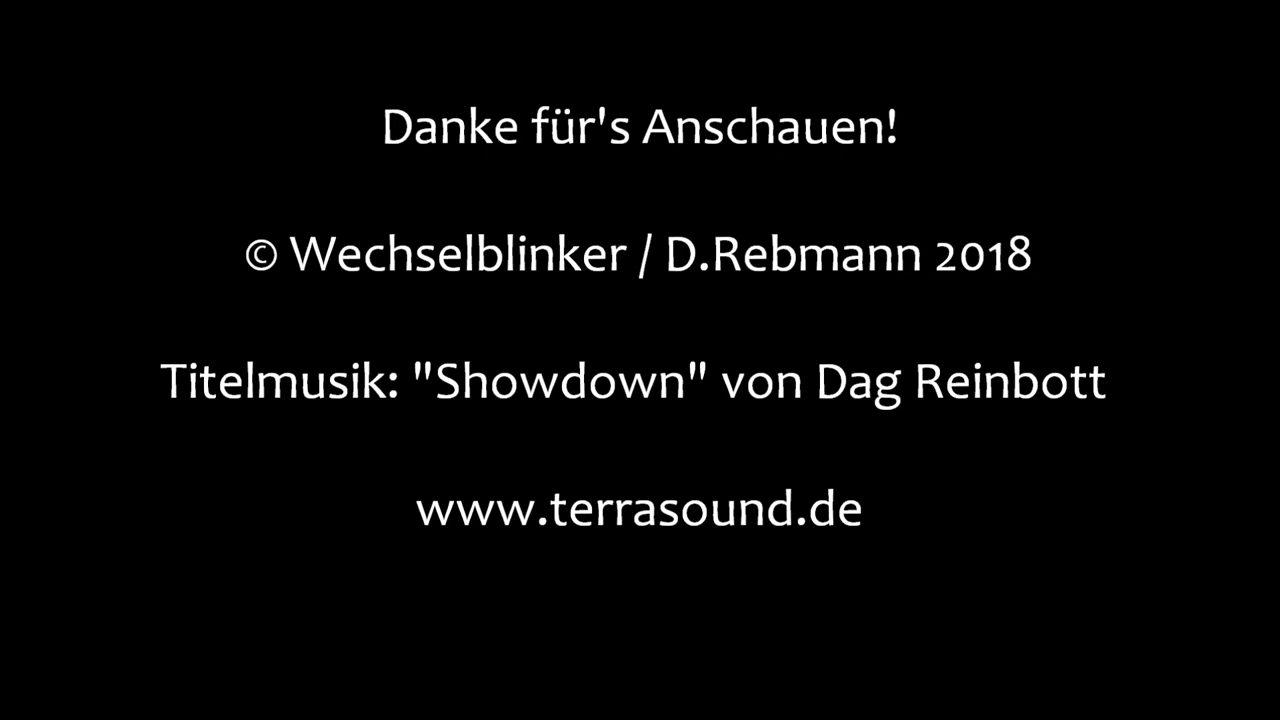 Danke für's Anschauen!
© Wechselblinker / D.Rebmann 2018
Titelmusik: "Showdown" von Dag Reinbott
www.terrasound.de